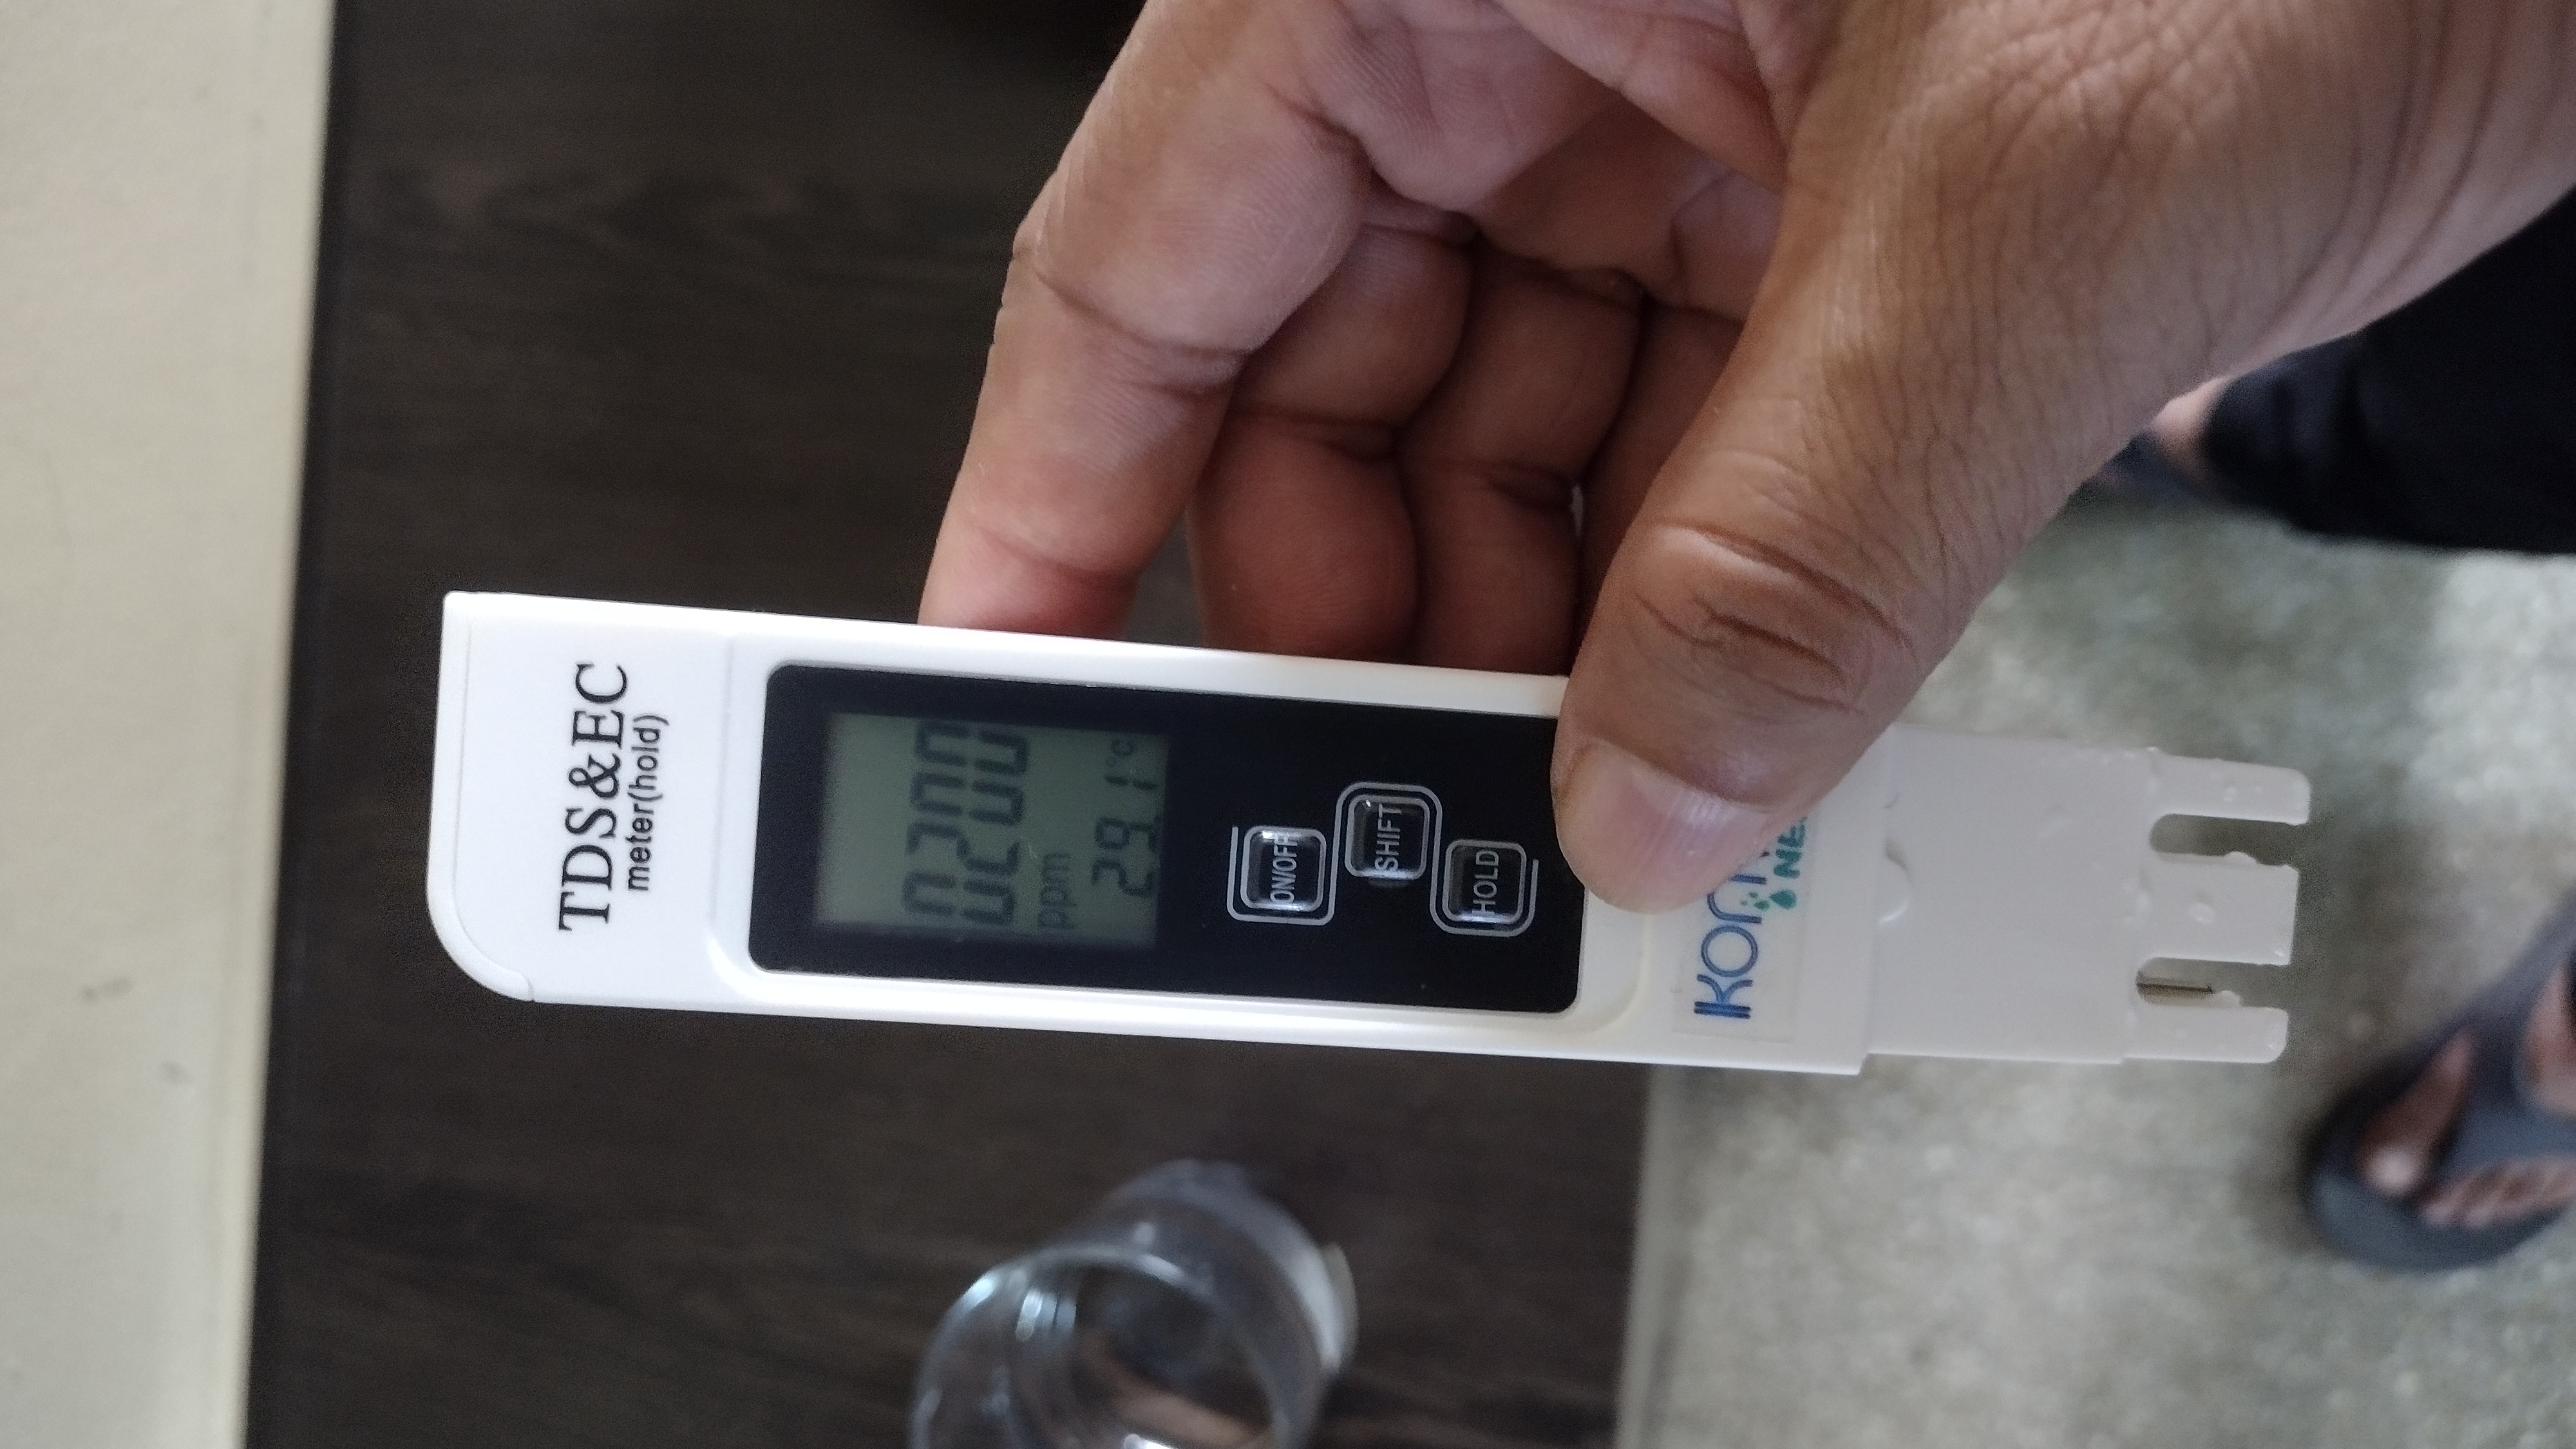 TDS&EC
meter(hold)
0200
ppm
29.1°C
ON/OFF
SHIFT
HOLD